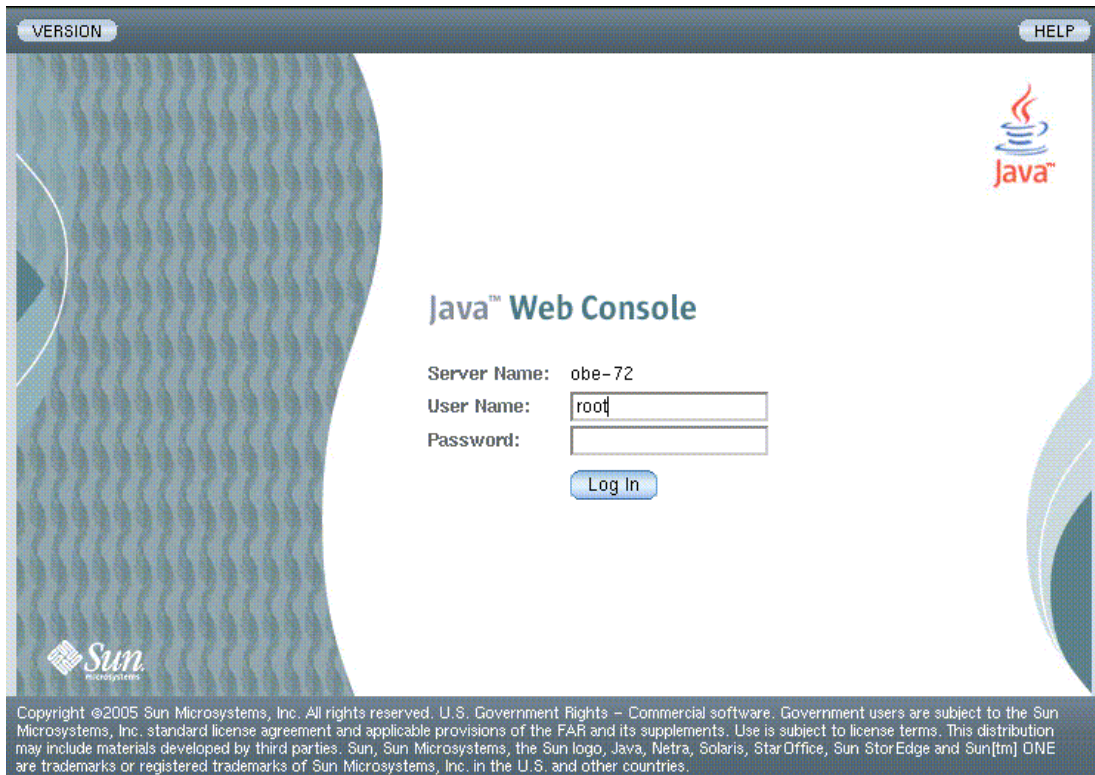 VERSION
HELP
Java™
Java™ Web Console
Server Name: obe-72
User Name: root
Password:
Log In
Sun.
microsystems
Copyright ©2005 Sun Microsystems, Inc. All rights reserved. U.S. Government Rights – Commercial software. Government users are subject to the Sun
Microsystems, Inc. standard license agreement and applicable provisions of the FAR and its supplements. Use is subject to license terms. This distribution
may include materials developed by third parties. Sun, Sun Microsystems, the Sun logo, Java, Netra, Solaris, StarOffice, Sun StorEdge and Sun[tm] ONE
are trademarks or registered trademarks of Sun Microsystems, Inc. in the U.S. and other countries.